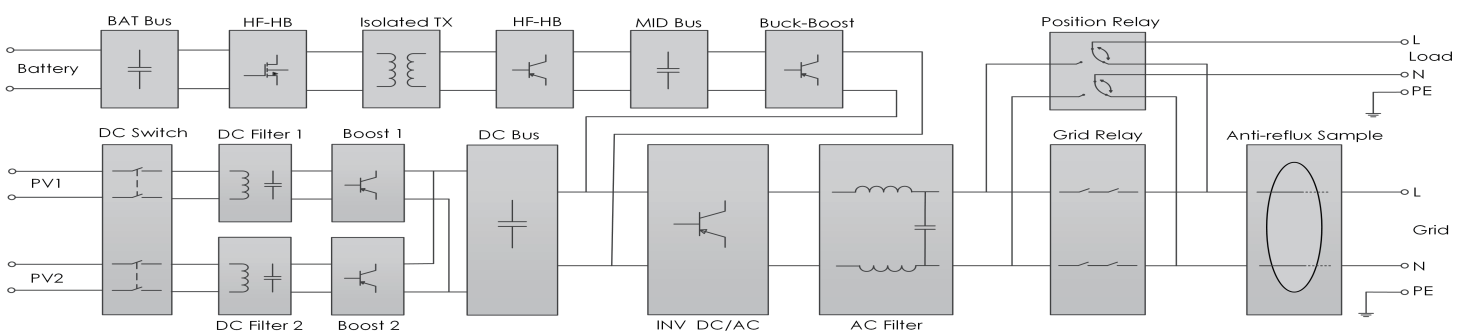 BAT Bus
HF-HB
Isolated TX
HF-HB
MID Bus
Buck-Boost
Position Relay
Battery
L
Load
N
PE
DC Switch
DC Filter 1
Boost 1
DC Bus
Grid Relay
Anti-reflux Sample
PV1
L
Grid
PV2
N
PE
DC Filter 2
Boost 2
INV DC/AC
AC Filter